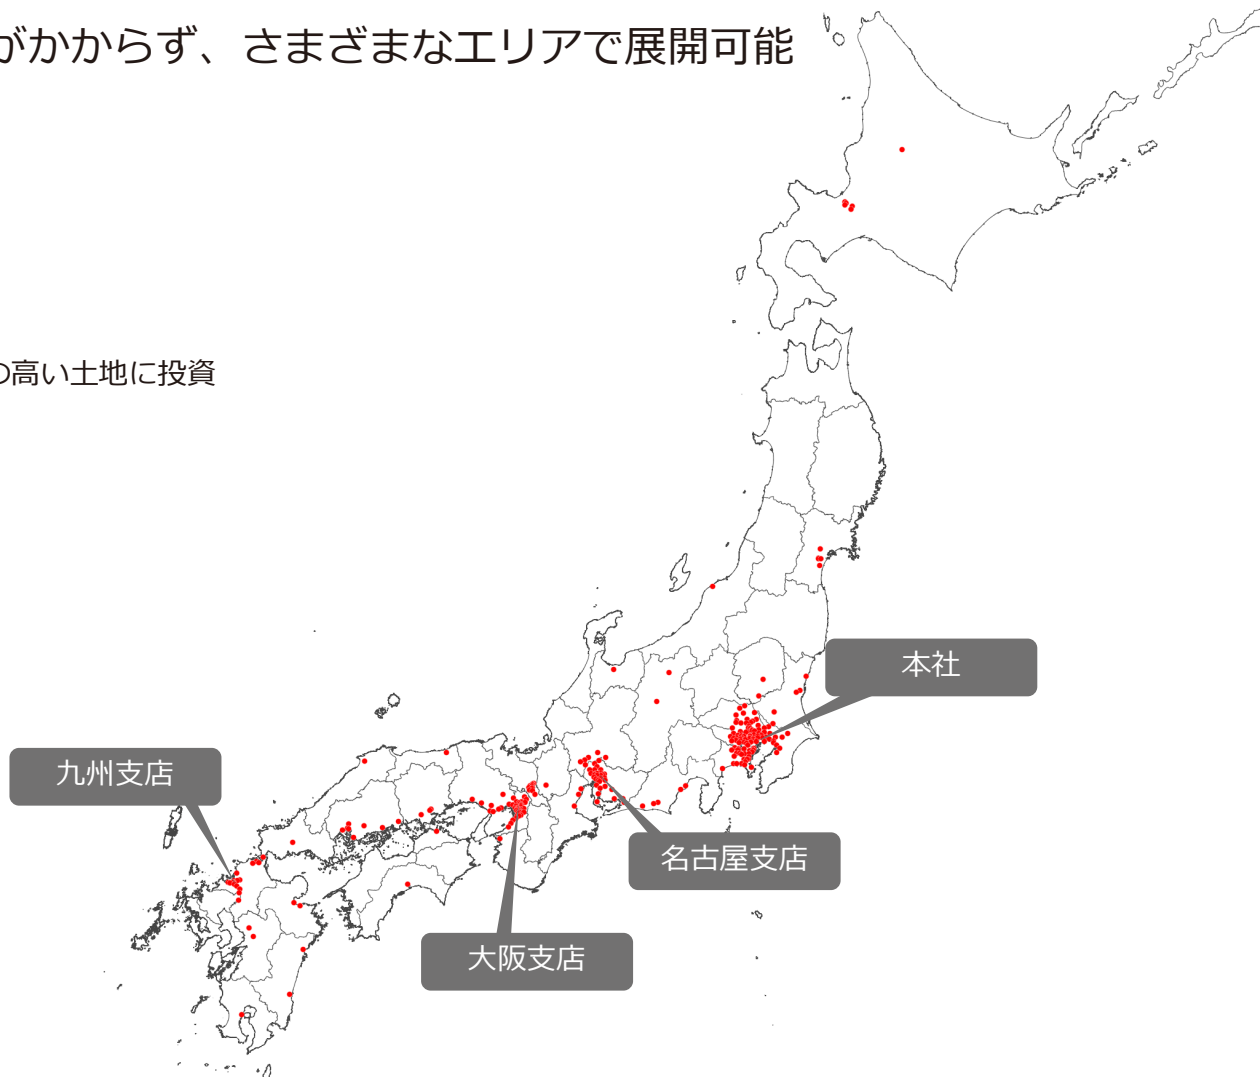 がかからず、さまざまなエリアで展開可能
の高い土地に投資
本社
九州支店
名古屋支店
大阪支店